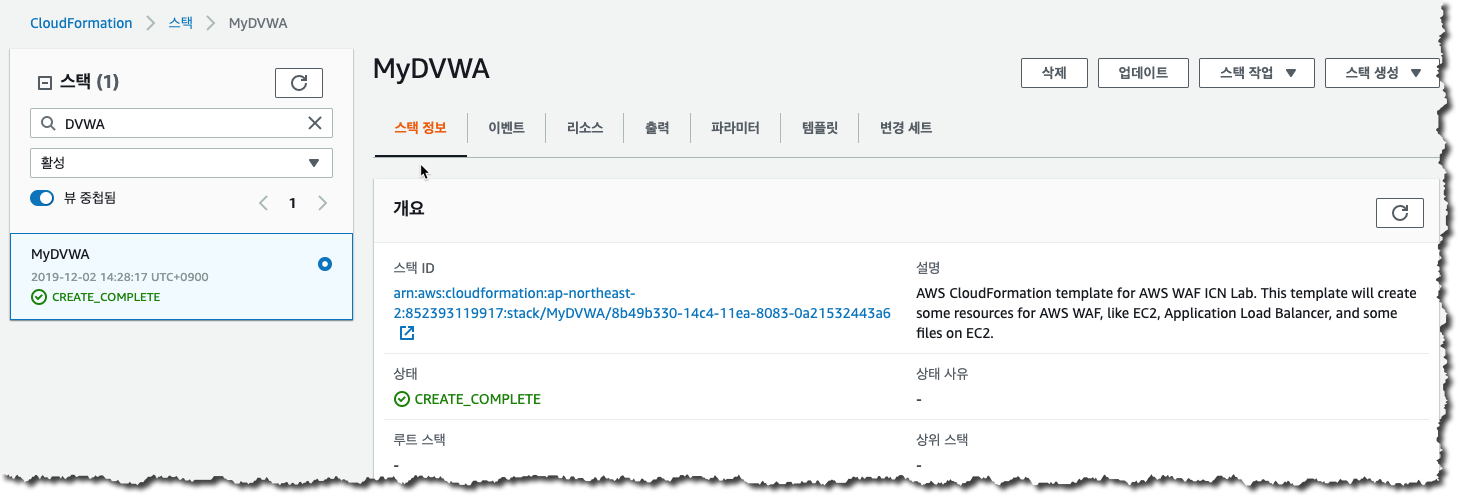 CloudFormation > 스택 > MyDVWA
스택 (1)
DVWA
활성
뷰 중첩됨
1
MyDVWA
2019-12-02 14:28:17 UTC+0900
CREATE_COMPLETE
MyDVWA
삭제
업데이트
스택 작업
스택 생성
스택 정보
이벤트
리소스
출력
파라미터
템플릿
변경 세트
개요
스택 ID
arn:aws:cloudformation:ap-northeast-
2:852393119917:stack/MyDVWA/8b49b330-14c4-11ea-8083-0a21532443a6
설명
AWS CloudFormation template for AWS WAF ICN Lab. This template will create
some resources for AWS WAF, like EC2, Application Load Balancer, and some
files on EC2.
상태
CREATE_COMPLETE
상태 사유
-
루트 스택
-
상위 스택
-